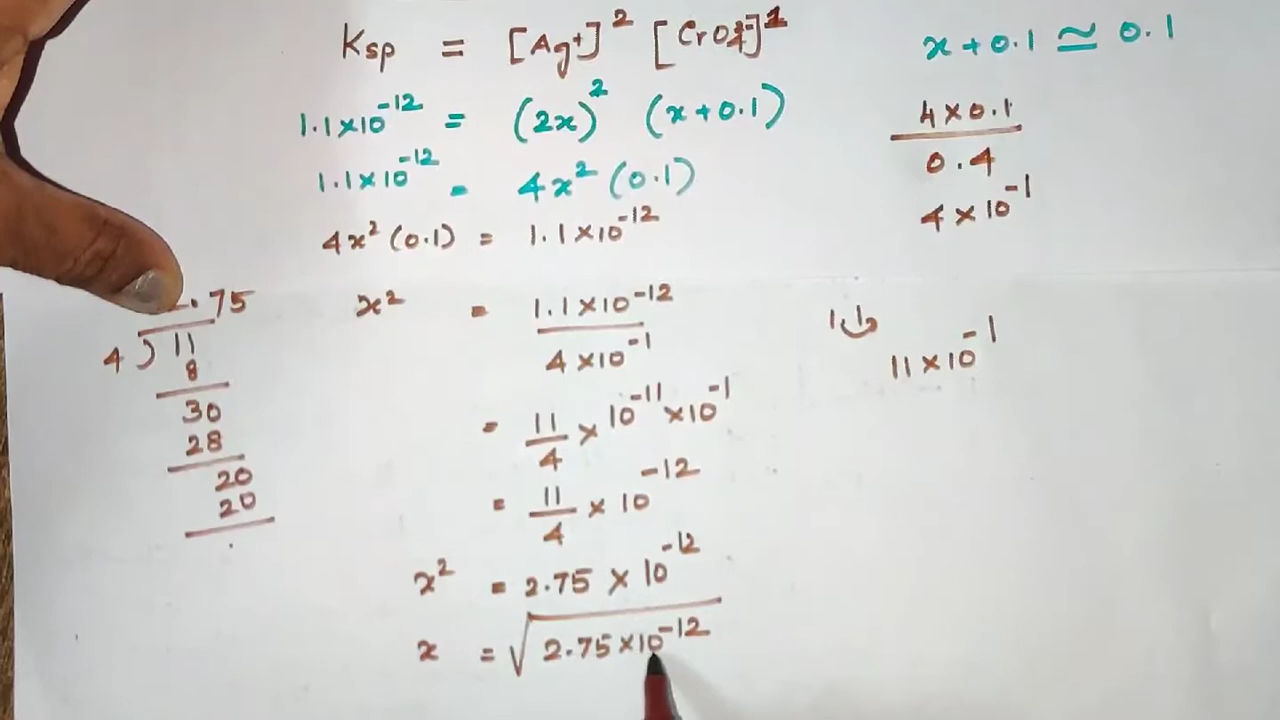 Ksp = [Ag+]² [CrO4²⁻]¹
x + 0.1 ≃ 0.1
1.1×10⁻¹² = (2x)² (x+0.1)
4×0.1
0.4
1.1×10⁻¹² = 4x² (0.1)
4×10⁻¹
4x² (0.1) = 1.1×10⁻¹²
.75
4 ) 11
8
30
28
20
20
x² = 1.1×10⁻¹²
4×10⁻¹
1.1
11×10⁻¹
= 11/4 × 10⁻¹¹ × 10⁻¹
= 11/4 × 10⁻¹²
x² = 2.75 × 10⁻¹²
x = √2.75×10⁻¹²